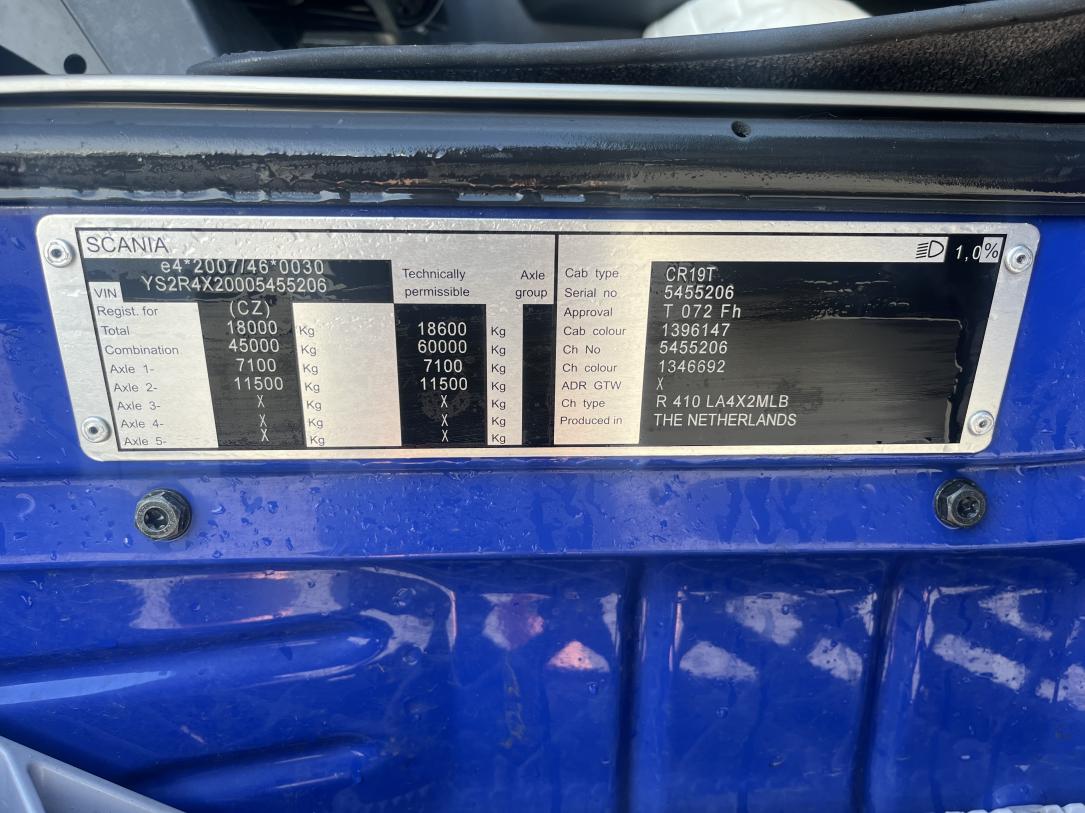 SCANIA
e4*2007/46*0030
VIN YS2R4X20005455206
Technically permissible
Axle group
Regist. for (CZ)
Total 18000 Kg 18600 Kg
Combination 45000 Kg 60000 Kg
Axle 1- 7100 Kg 7100 Kg
Axle 2- 11500 Kg 11500 Kg
Axle 3- X Kg X Kg
Axle 4- X Kg X Kg
Axle 5- X Kg X Kg
1,0%
Cab type CR19T
Serial no 5455206
Approval T 072 Fh
Cab colour 1396147
Ch No 5455206
Ch colour 1346692
ADR GTW X
Ch type R 410 LA4X2MLB
Produced in THE NETHERLANDS